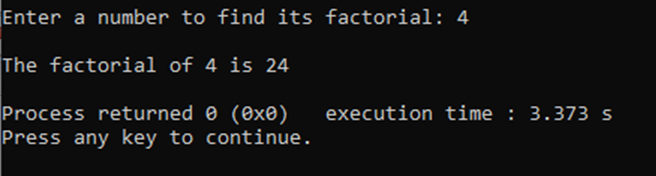 Enter a number to find its factorial: 4
The factorial of 4 is 24
Process returned 0 (0x0)   execution time : 3.373 s
Press any key to continue.